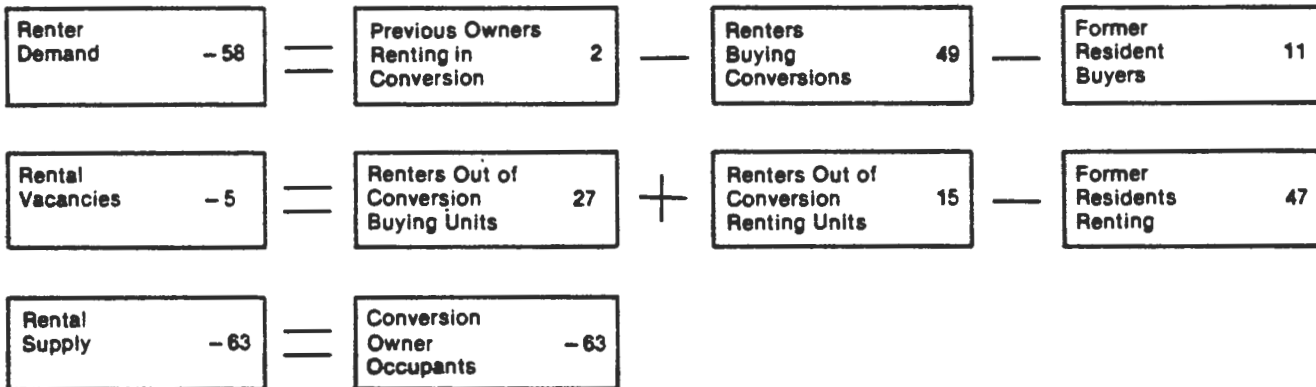 Renter
Demand -58 = Previous Owners
Renting in
Conversion 2 — Renters
Buying
Conversions 49 — Former
Resident
Buyers 11
Rental
Vacancies -5 = Renters Out of
Conversion
Buying Units 27 + Renters Out of
Conversion
Renting Units 15 — Former
Residents
Renting 47
Rental
Supply -63 = Conversion
Owner
Occupants -63